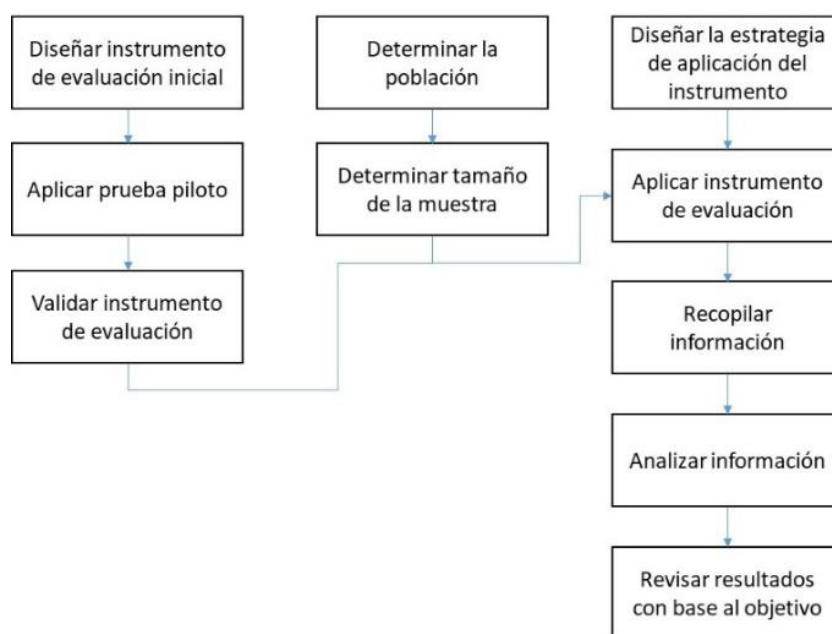 Diseñar instrumento
de evaluación inicial
Aplicar prueba piloto
Validar instrumento
de evaluación
Determinar la
población
Determinar tamaño
de la muestra
Diseñar la estrategia
de aplicación del
instrumento
Aplicar instrumento
de evaluación
Recopilar
información
Analizar información
Revisar resultados
con base al objetivo